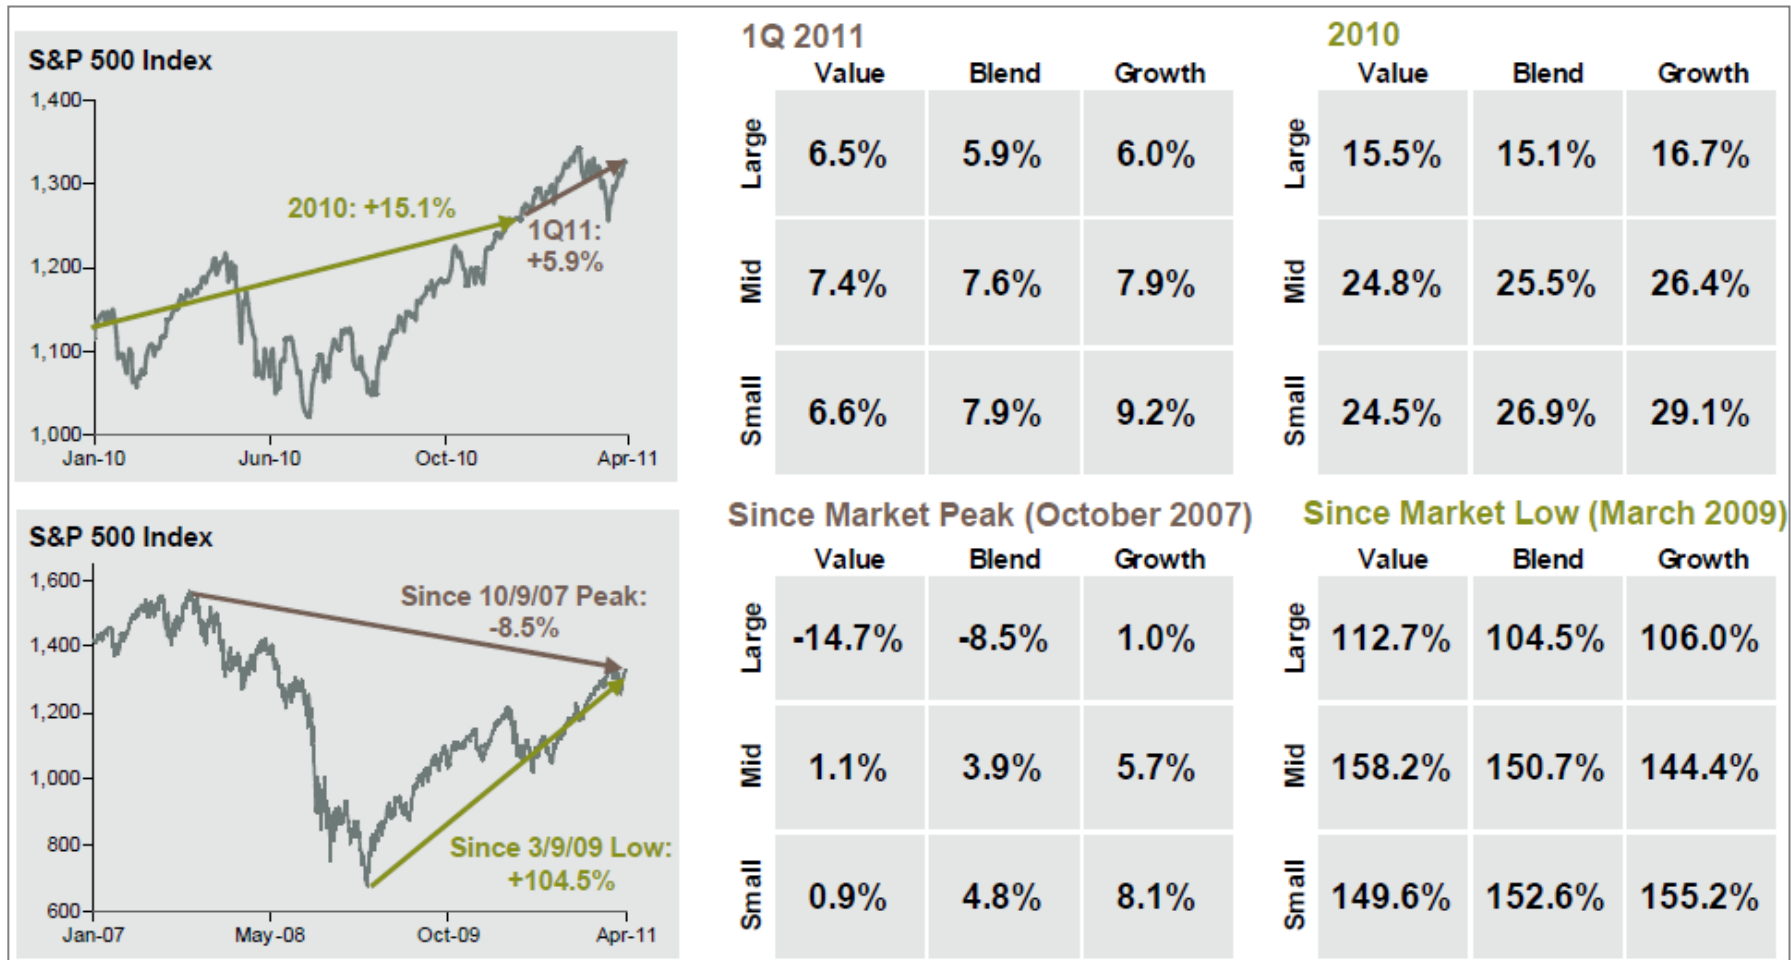 S&P 500 Index
1,400
1,300
1,200
1,100
1,000
Jan-10 Jun-10 Oct-10 Apr-11
2010: +15.1%
1Q11:
+5.9%
1Q 2011
Value Blend Growth
Large 6.5% 5.9% 6.0%
Mid 7.4% 7.6% 7.9%
Small 6.6% 7.9% 9.2%
2010
Value Blend Growth
Large 15.5% 15.1% 16.7%
Mid 24.8% 25.5% 26.4%
Small 24.5% 26.9% 29.1%
S&P 500 Index
1,600
1,400
1,200
1,000
800
600
Jan-07 May-08 Oct-09 Apr-11
Since 10/9/07 Peak:
-8.5%
Since 3/9/09 Low:
+104.5%
Since Market Peak (October 2007)
Value Blend Growth
Large -14.7% -8.5% 1.0%
Mid 1.1% 3.9% 5.7%
Small 0.9% 4.8% 8.1%
Since Market Low (March 2009)
Value Blend Growth
Large 112.7% 104.5% 106.0%
Mid 158.2% 150.7% 144.4%
Small 149.6% 152.6% 155.2%